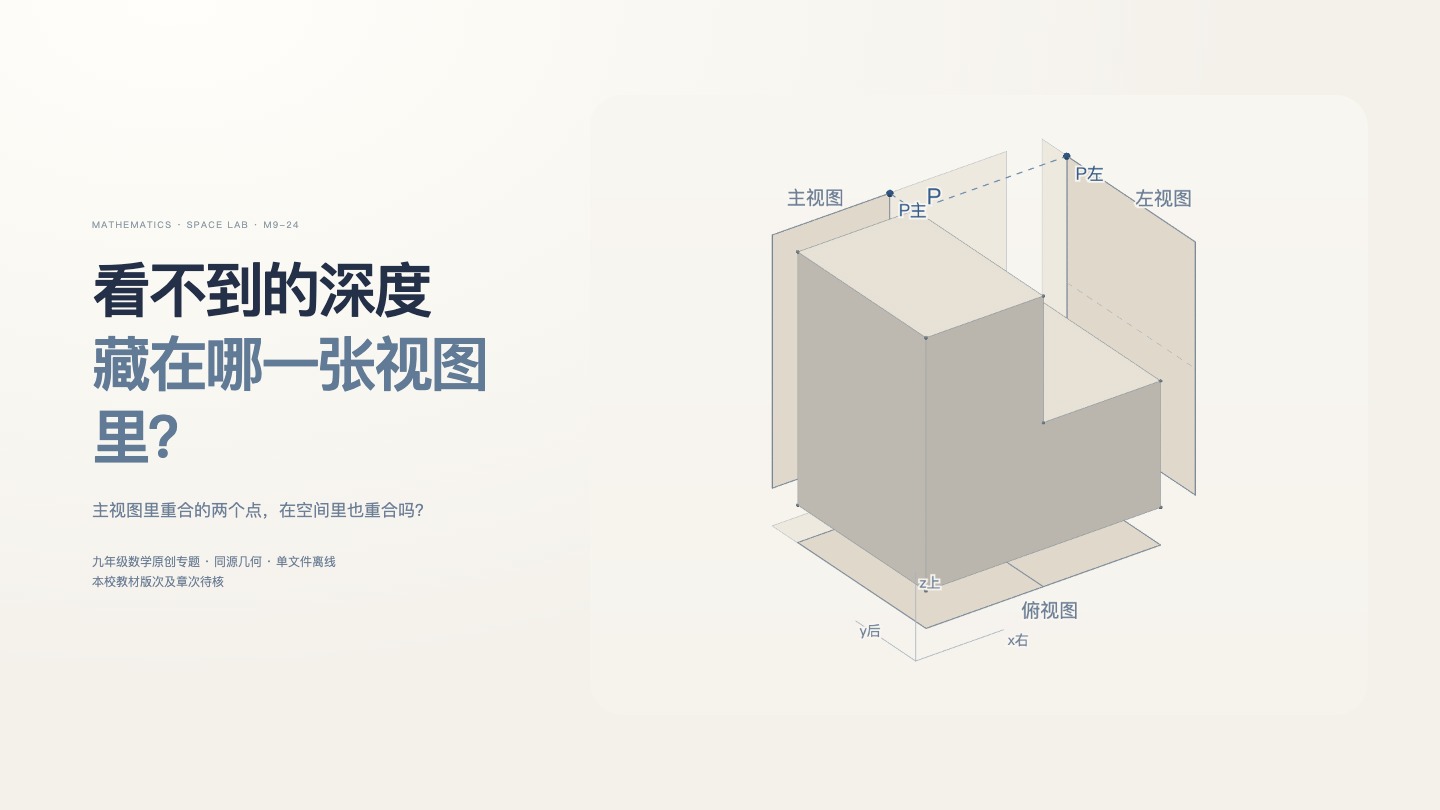 MATHEMATICS · SPACE LAB · M9–24
看不到的深度
藏在哪一张视图
里?
主视图里重合的两个点，在空间里也重合吗?
九年级数学原创专题 · 同源几何 · 单文件离线
本校教材版次及章次待核
主视图
P
P主
P左
左视图
z上
俯视图
y后
x右